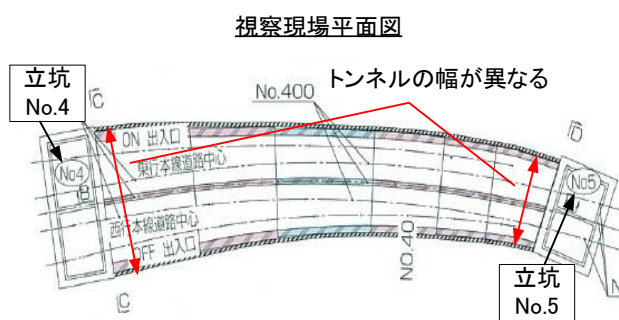 視察現場平面図
立坑
No.4
C
No.400
トンネルの幅が異なる
D
ON 出入口
東行本線道路中心
No4
B
No5
西行本線道路中心
OFF 出入口
NO.40
N
立坑
No.5
C